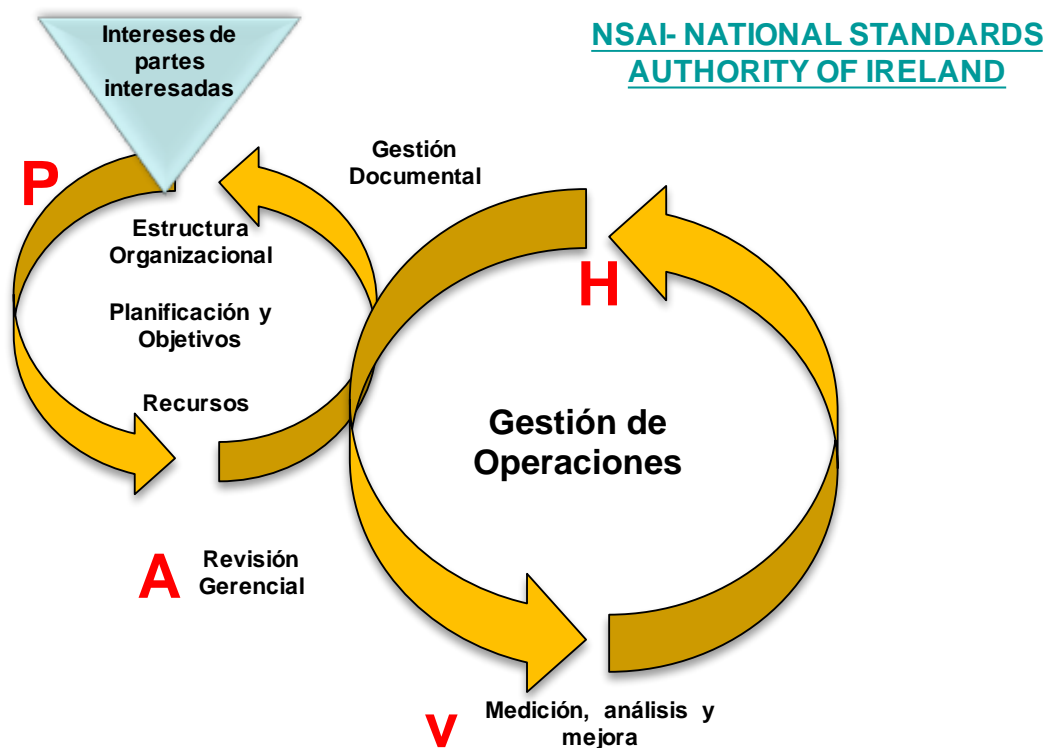 Intereses de
partes
interesadas
NSAI- NATIONAL STANDARDS
AUTHORITY OF IRELAND
P
Gestión
Documental
Estructura
Organizacional
H
Planificación y
Objetivos
Recursos
Gestión de
Operaciones
A
Revisión
Gerencial
v
Medición, análisis y
mejora